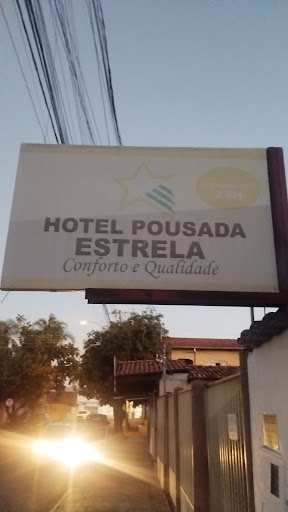 HOTEL POUSADA
ESTRELA
Conforto e Qualidade